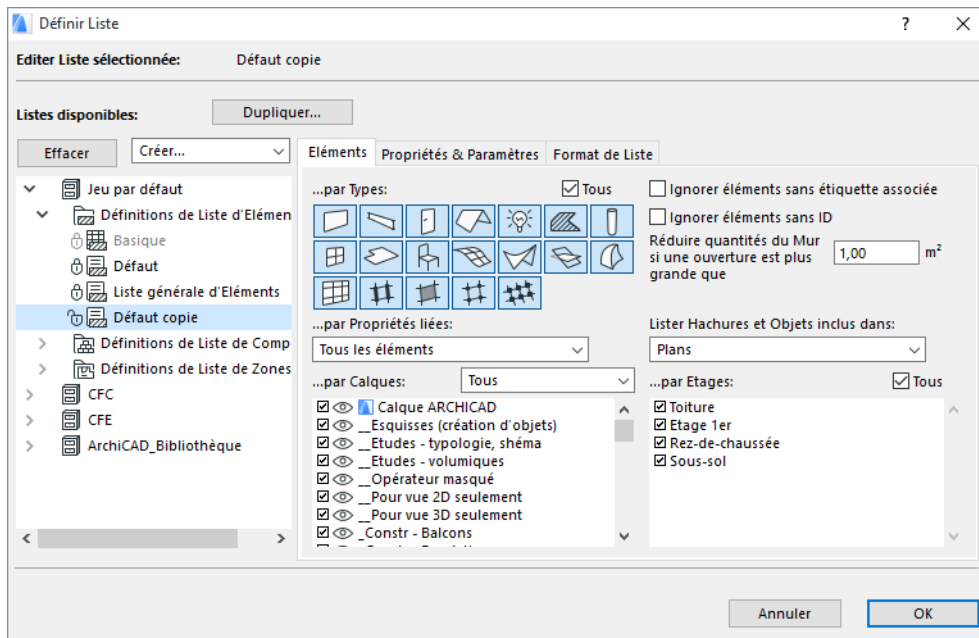 Définir Liste
?
Editer Liste sélectionnée: Défaut copie
Listes disponibles:
Dupliquer...
Effacer
Créer...
Jeu par défaut
Définitions de Liste d'Elémen
Basique
Défaut
Liste générale d'Eléments
Défaut copie
Définitions de Liste de Comp
Définitions de Liste de Zones
CFC
CFE
ArchiCAD_Bibliothèque
Eléments
Propriétés & Paramètres
Format de Liste
...par Types:
Tous
Ignorer éléments sans étiquette associée
Ignorer éléments sans ID
Réduire quantités du Mur
si une ouverture est plus
grande que
1,00
m²
...par Propriétés liées:
Tous les éléments
Lister Hachures et Objets inclus dans:
Plans
...par Calques:
Tous
Calque ARCHICAD
__Esquisses (création d'objets)
__Etudes - typologie, shéma
__Etudes - volumiques
__Opérateur masqué
__Pour vue 2D seulement
__Pour vue 3D seulement
_Constr - Balcons
...par Etages:
Tous
Toiture
Etage 1er
Rez-de-chaussée
Sous-sol
Annuler
OK